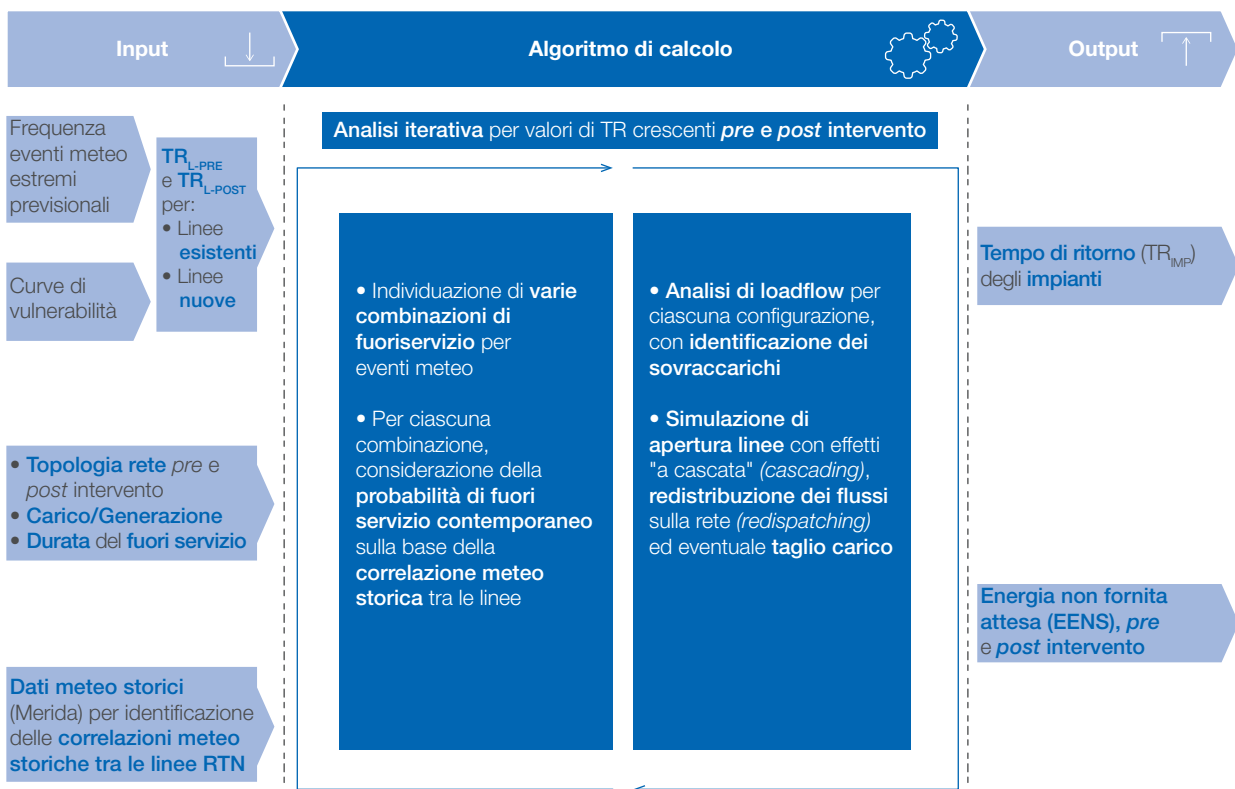 Input
Algoritmo di calcolo
Output
Frequenza
eventi meteo
estremi
previsionali
Curve di
vulnerabilità
TR L-PRE
e TR L-POST
per:
• Linee
esistenti
• Linee
nuove
• Topologia rete pre e
post intervento
• Carico/Generazione
• Durata del fuori servizio
Dati meteo storici
(Merida) per identificazione
delle correlazioni meteo
storiche tra le linee RTN
Analisi iterativa per valori di TR crescenti pre e post intervento
• Individuazione di varie
combinazioni di
fuoriservizio per
eventi meteo
• Per ciascuna
combinazione,
considerazione della
probabilità di fuori
servizio contemporaneo
sulla base della
correlazione meteo
storica tra le linee
• Analisi di loadflow per
ciascuna configurazione,
con identificazione dei
sovraccarichi
• Simulazione di
apertura linee con effetti
"a cascata" (cascading),
redistribuzione dei flussi
sulla rete (redispatching)
ed eventuale taglio carico
Tempo di ritorno (TR IMP)
degli impianti
Energia non fornita
attesa (EENS), pre
e post intervento